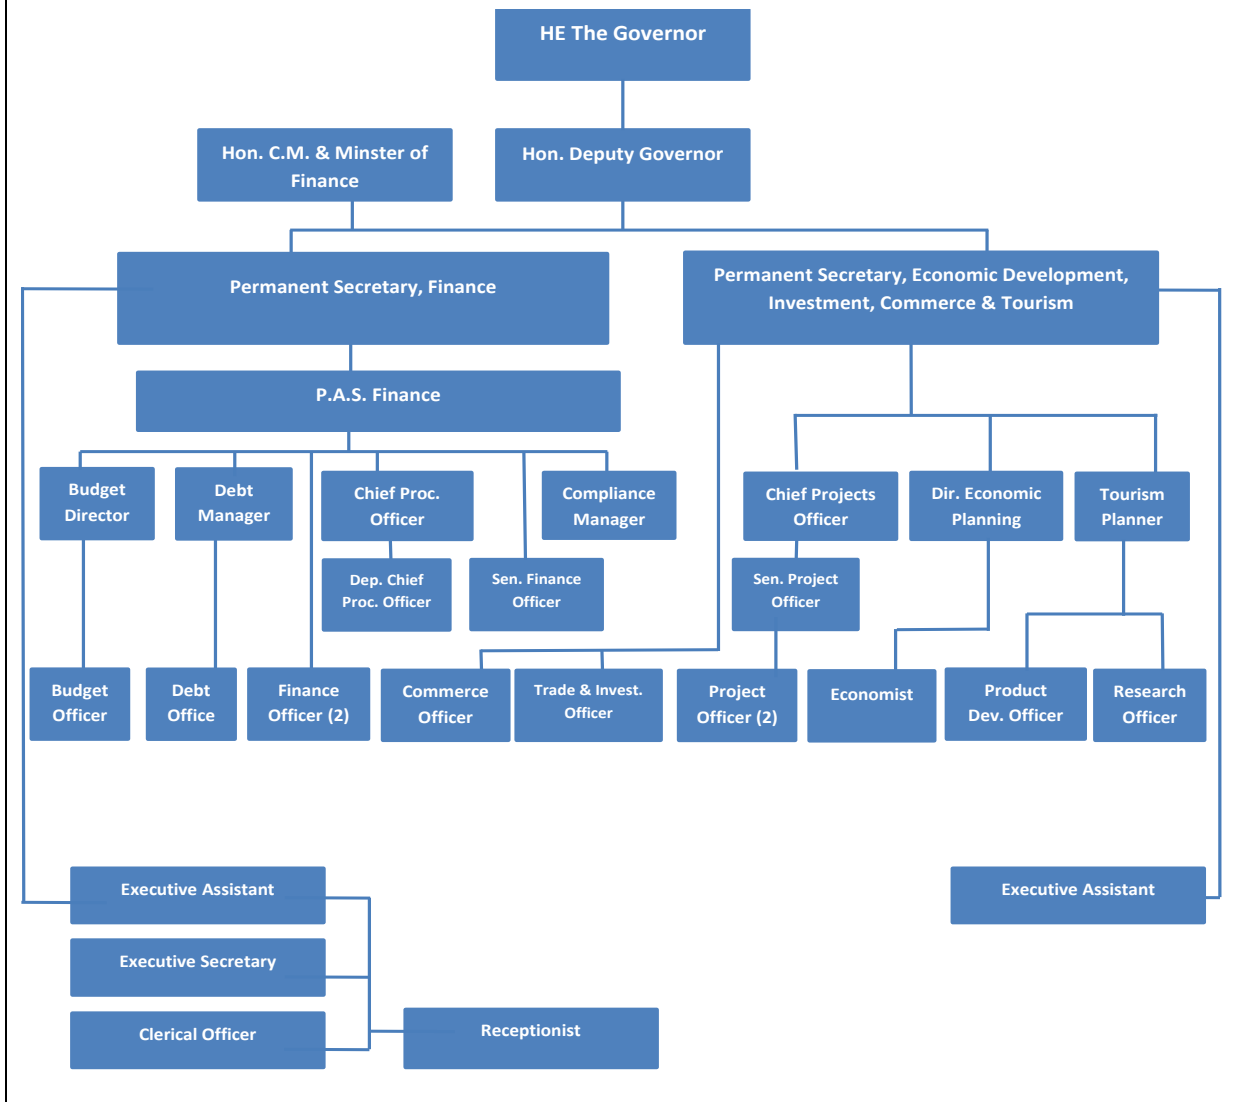 HE The Governor
Hon. C.M. & Minster of
Finance
Hon. Deputy Governor
Permanent Secretary, Finance
Permanent Secretary, Economic Development,
Investment, Commerce & Tourism
P.A.S. Finance
Budget
Director
Debt
Manager
Chief Proc.
Officer
Compliance
Manager
Chief Projects
Officer
Dir. Economic
Planning
Tourism
Planner
Dep. Chief
Proc. Officer
Sen. Finance
Officer
Sen. Project
Officer
Budget
Officer
Debt
Office
Finance
Officer (2)
Commerce
Officer
Trade & Invest.
Officer
Project
Officer (2)
Economist
Product
Dev. Officer
Research
Officer
Executive Assistant
Executive Assistant
Executive Secretary
Clerical Officer
Receptionist